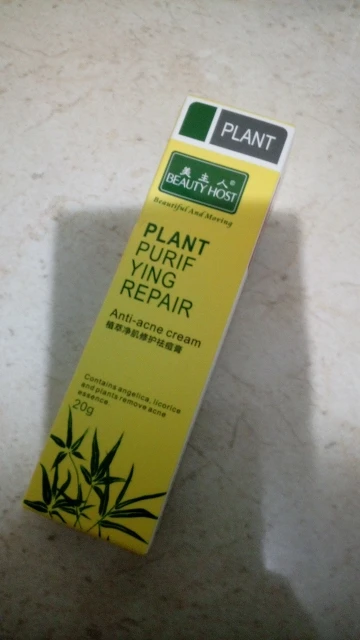 PLANT
美主人®
BEAUTY HOST
Beautiful And Moving
PLANT
PURIF
YING
REPAIR
Anti-acne cream
植萃净肌修护祛痘膏
Contains angelica, licorice
and plants remove acne
essence
20g